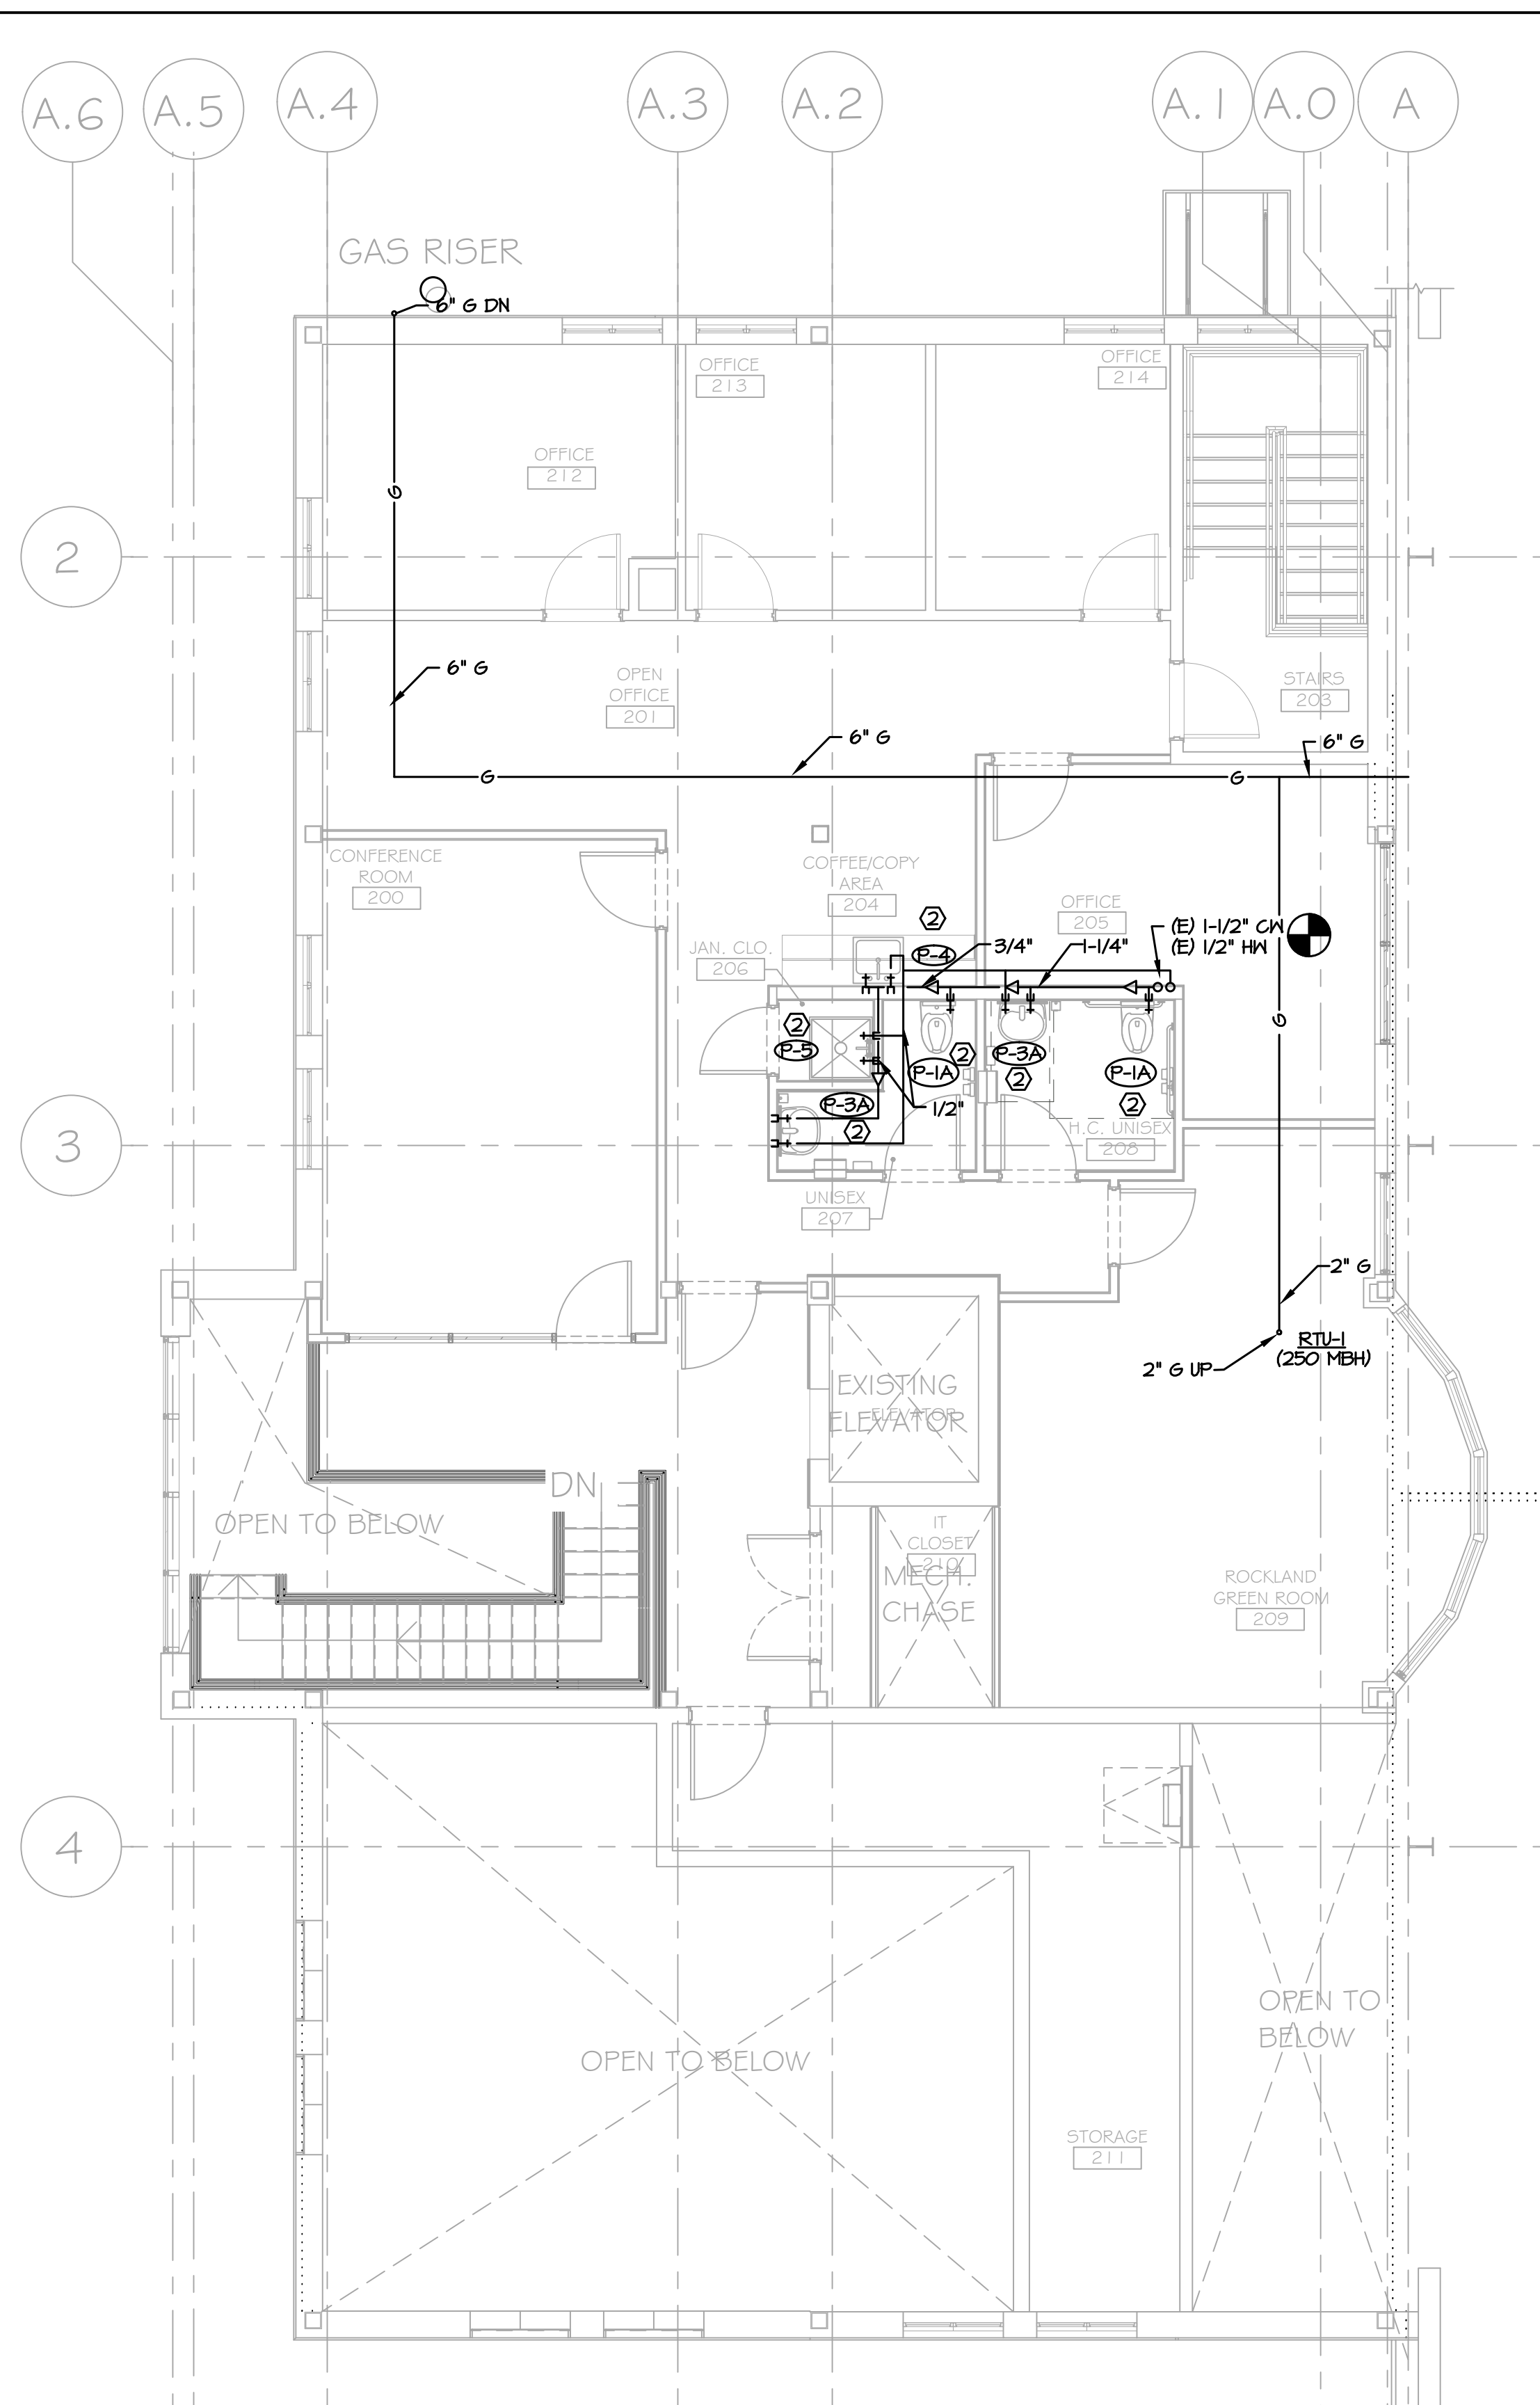 A.6
A.5
A.4
A.3
A.2
A.1
A.0
A
GAS RISER
6" G DN
OFFICE
213
OFFICE
214
OFFICE
212
G
2
6" G
OPEN
OFFICE
201
STAIRS
203
6" G
6" G
G
G
CONFERENCE
ROOM
200
COFFEE/COPY
AREA
204
OFFICE
205
2
(E) 1-1/2" CW
(E) 1/2" HW
JAN. CLO.
206
P-4
3/4"
1-1/4"
G
2
P-5
2
P-3A
2
P-1A
P-1A
2
P-3A
2
1/2"
3
H.C. UNISEX
208
UNISEX
207
2" G
RTU-1
(250 MBH)
2" G UP
EXISTING
ELEVATOR
ELEVATOR
DN
OPEN TO BELOW
IT
CLOSET
210
MECH.
CHASE
ROCKLAND
GREEN ROOM
209
4
OPEN TO
BELOW
OPEN TO BELOW
STORAGE
211